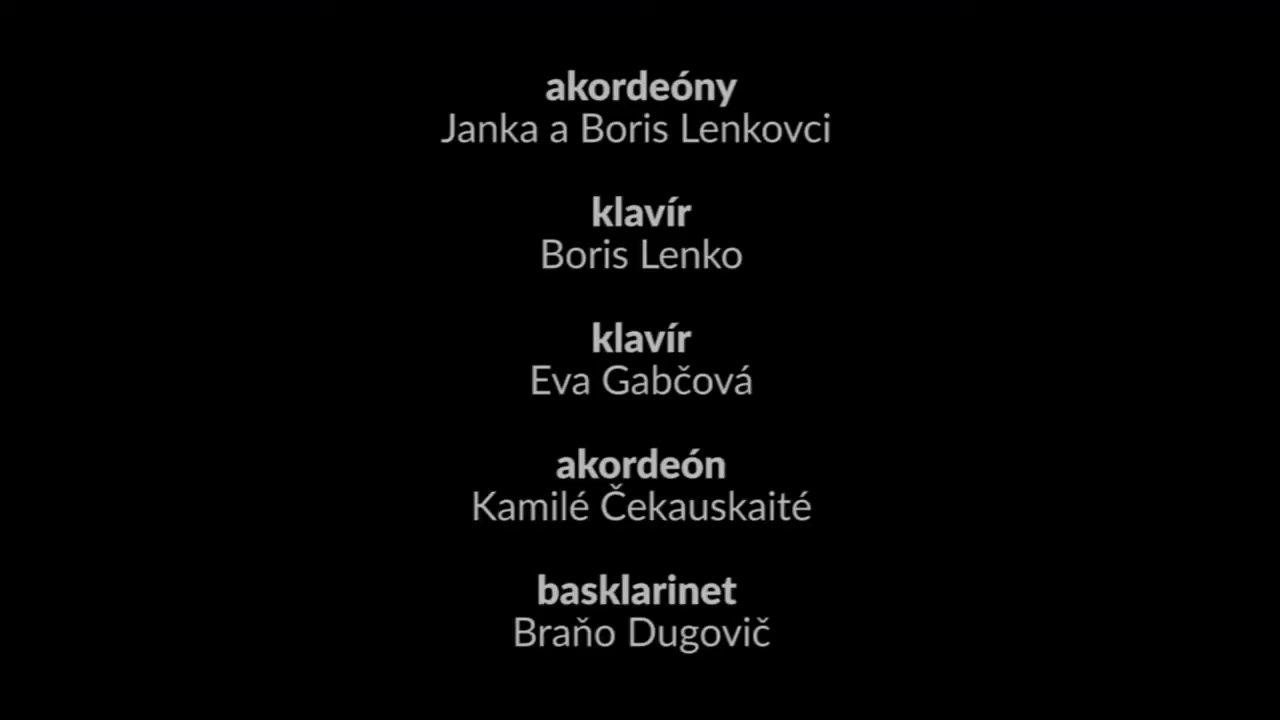 akordeóny
Janka a Boris Lenkovci
klavír
Boris Lenko
klavír
Eva Gabčová
akordeón
Kamilé Čekauskaité
basklarinet
Braňo Dugovič